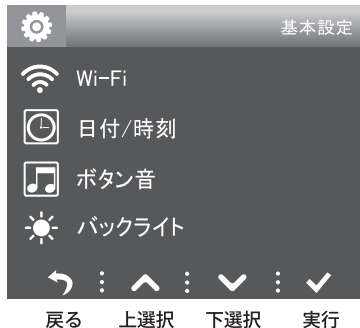 基本設定
Wi-Fi
日付/時刻
ボタン音
バックライト
戻る 上選択 下選択 実行